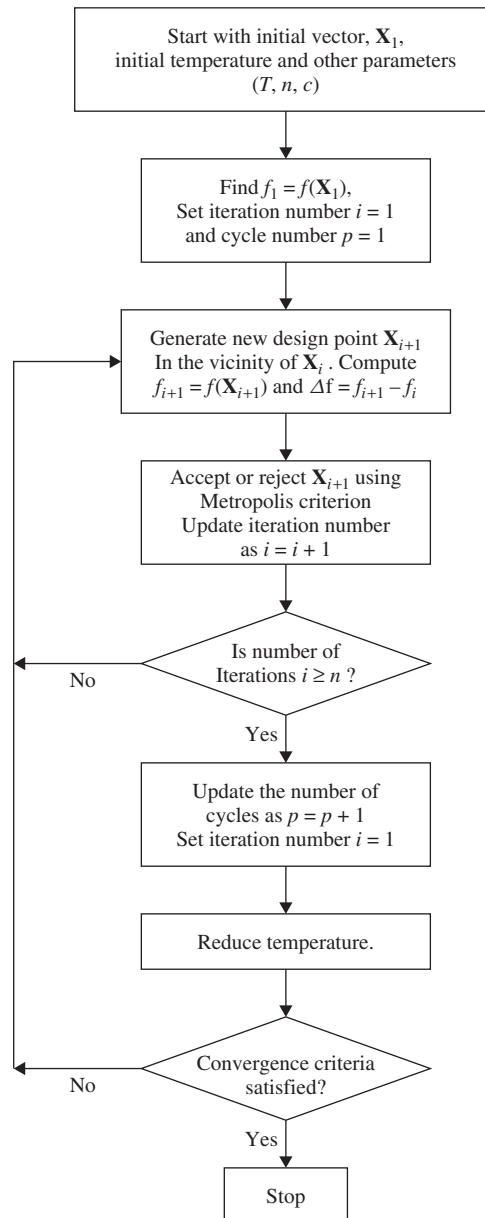 Start with initial vector, X₁,
initial temperature and other parameters
(T, n, c)
Find f₁ = f(X₁),
Set iteration number i = 1
and cycle number p = 1
Generate new design point Xᵢ₊₁
In the vicinity of Xᵢ . Compute
fᵢ₊₁ = f(Xᵢ₊₁) and Δf = fᵢ₊₁ – fᵢ
Accept or reject Xᵢ₊₁ using
Metropolis criterion
Update iteration number
as i = i + 1
Is number of
Iterations i ≥ n ?
No
Yes
Update the number of
cycles as p = p + 1
Set iteration number i = 1
Reduce temperature.
Convergence criteria
satisfied?
No
Yes
Stop